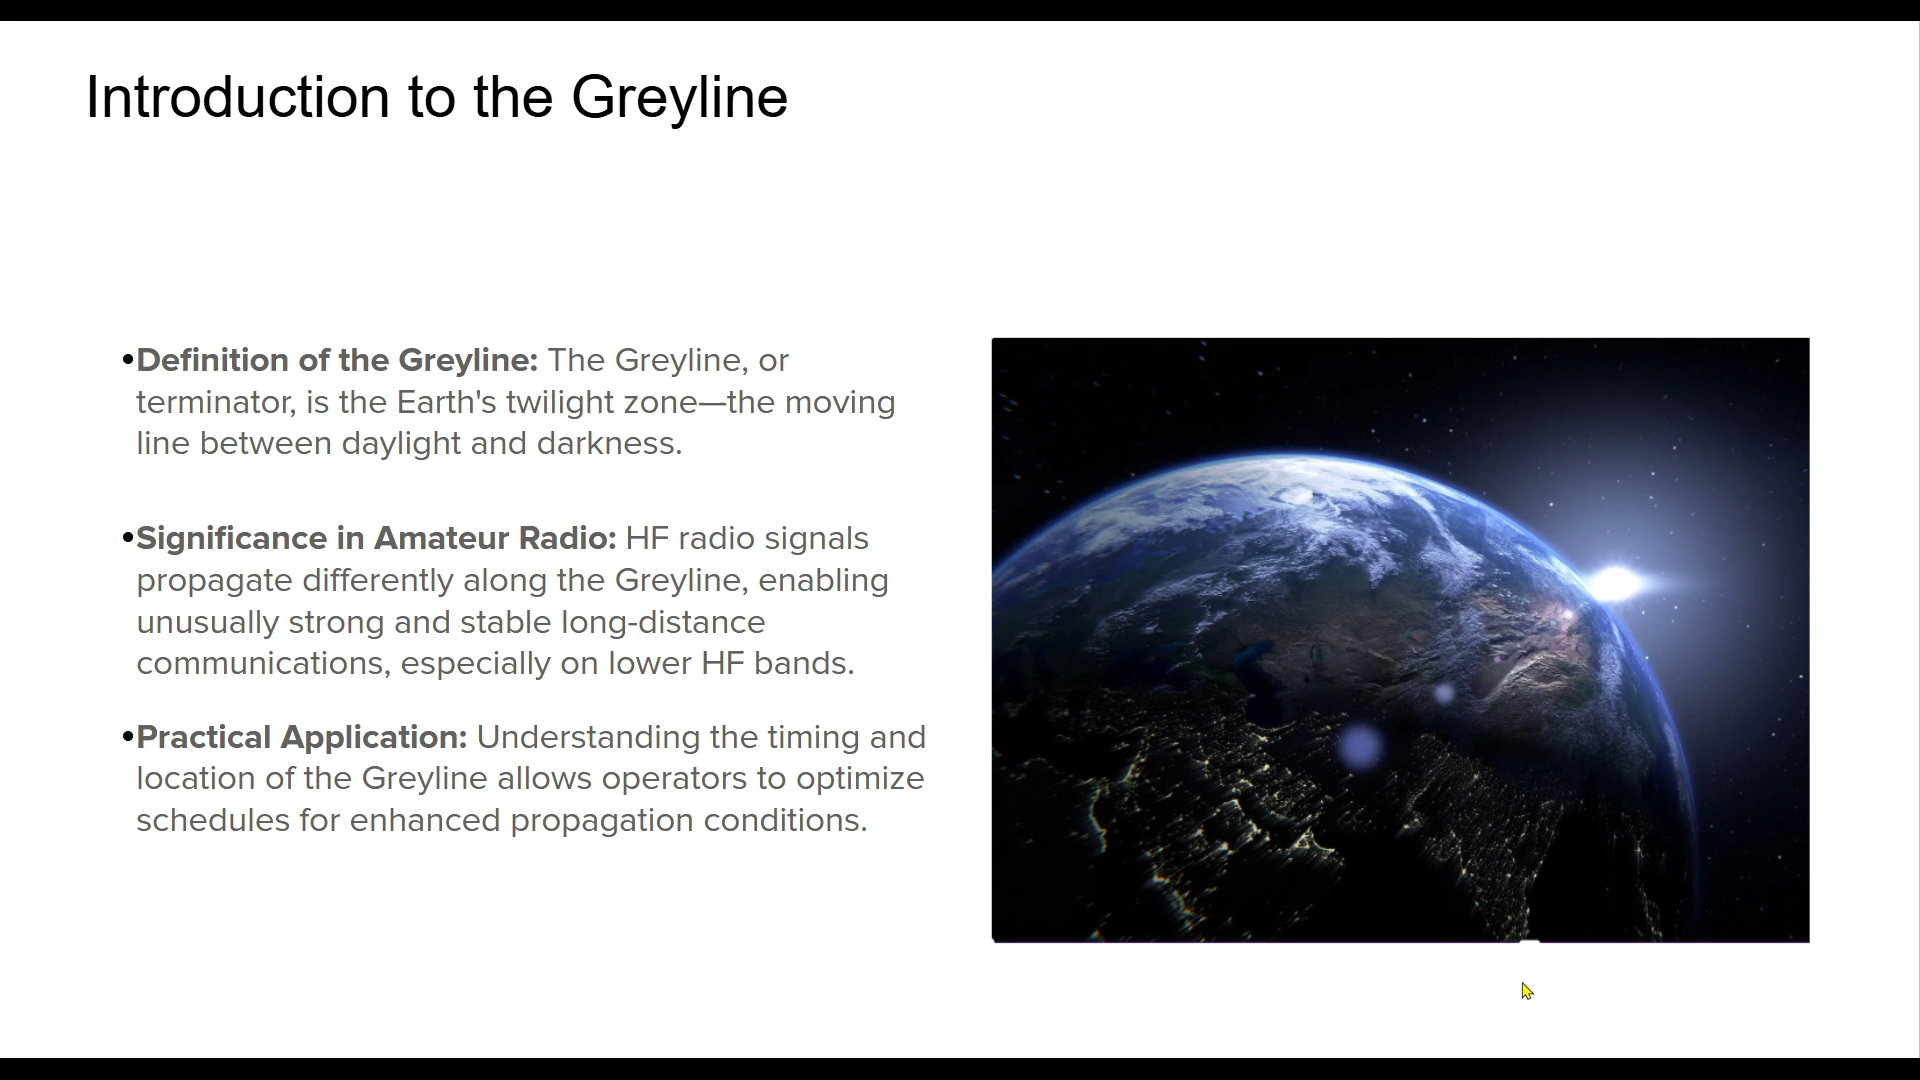 Introduction to the Greyline
•Definition of the Greyline: The Greyline, or
terminator, is the Earth's twilight zone—the moving
line between daylight and darkness.
•Significance in Amateur Radio: HF radio signals
propagate differently along the Greyline, enabling
unusually strong and stable long-distance
communications, especially on lower HF bands.
•Practical Application: Understanding the timing and
location of the Greyline allows operators to optimize
schedules for enhanced propagation conditions.